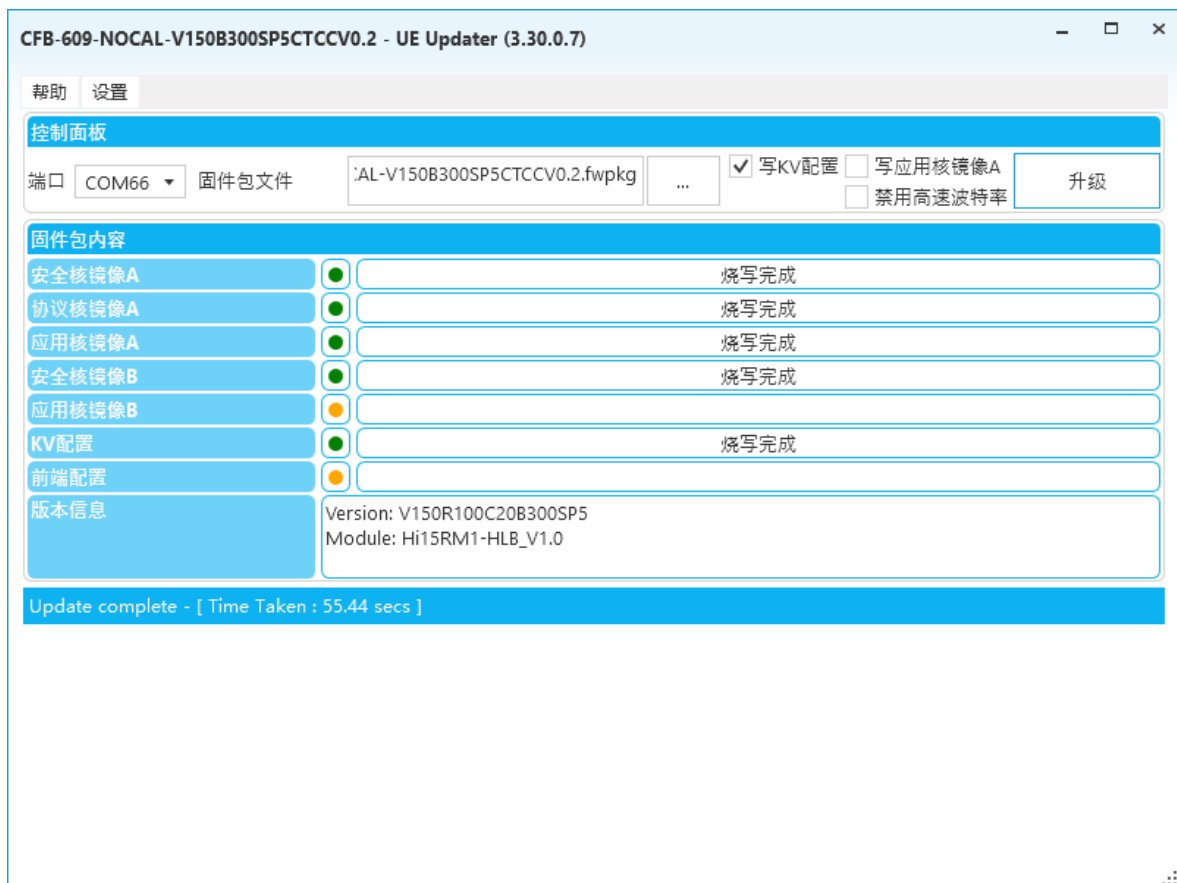 CFB-609-NOCAL-V150B300SP5CTCCV0.2 - UE Updater (3.30.0.7)
帮助 设置
控制面板
端口 COM66 固件包文件 :AL-V150B300SP5CTCCV0.2.fwpkg ... 写KV配置 写应用核镜像A 升级
禁用高速波特率
固件包内容
安全核镜像A 烧写完成
协议核镜像A 烧写完成
应用核镜像A 烧写完成
安全核镜像B 烧写完成
应用核镜像B
KV配置 烧写完成
前端配置
版本信息 Version: V150R100C20B300SP5
Module: Hi15RM1-HLB_V1.0
Update complete - [ Time Taken : 55.44 secs ]